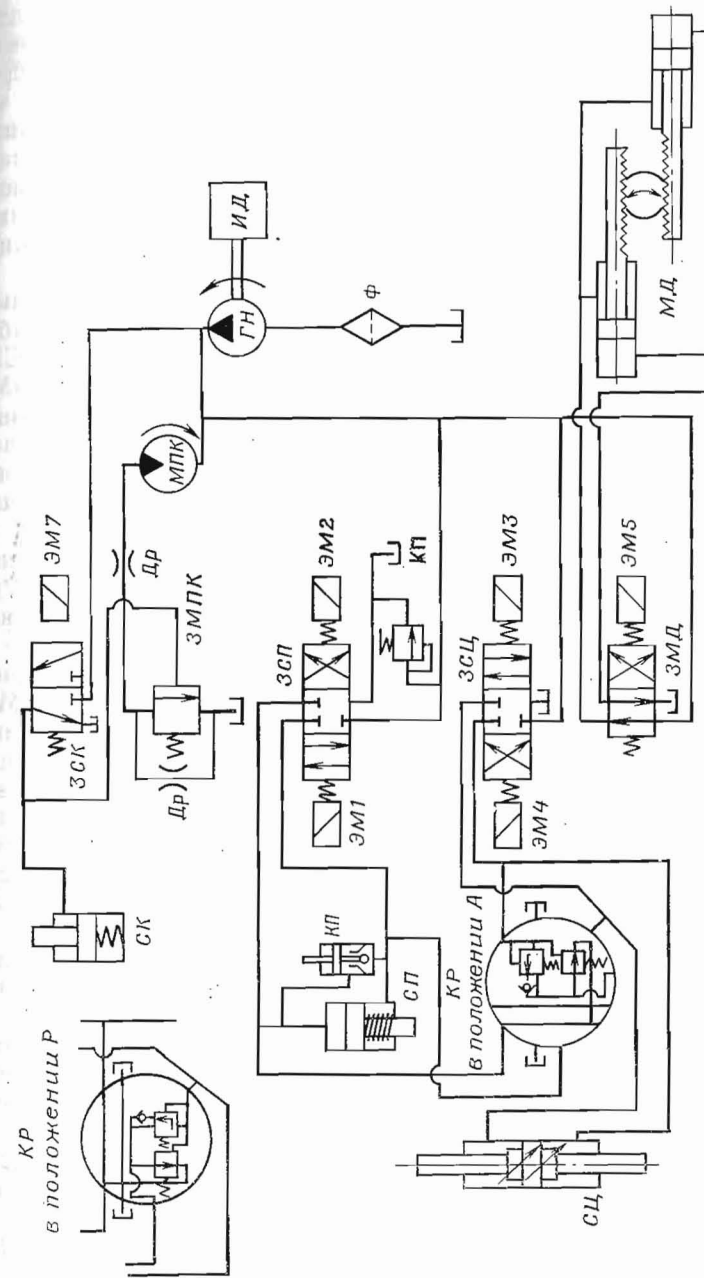 КР
в положении Р
СК
ЗСК
ЭМ7
Др
ЗМПК
Др
МПК
ГН
ИД
Ф
КП
СП
ЗСП
ЭМ1
ЭМ2
КП
КР
в положении А
ЗСЦ
ЭМ4
ЭМ3
ЭМ5
ЗМД
СЦ
МД